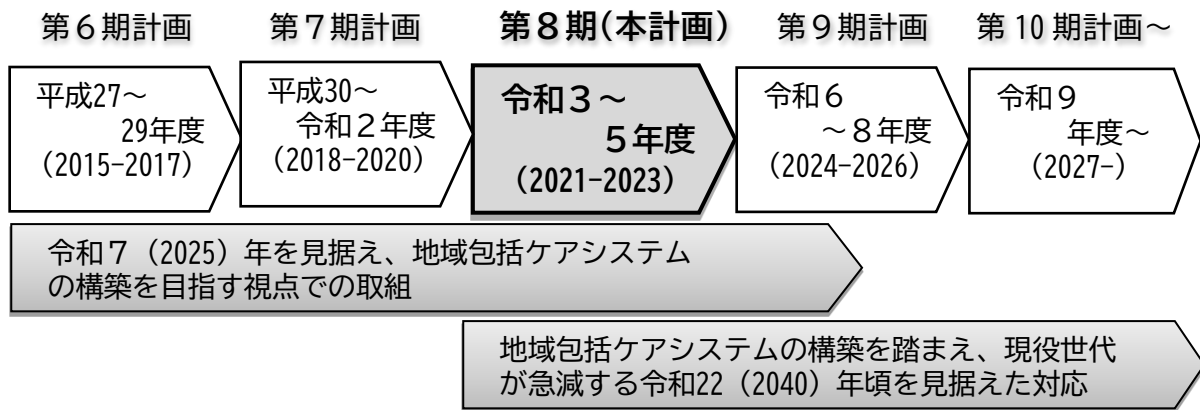 第６期計画
第７期計画
第８期(本計画)
第９期計画
第10期計画～
平成27～
29年度
(2015-2017)
平成30～
令和２年度
(2018-2020)
令和３～
５年度
(2021-2023)
令和６
～８年度
(2024-2026)
令和９
年度～
(2027-)
令和７（2025）年を見据え、地域包括ケアシステム
の構築を目指す視点での取組
地域包括ケアシステムの構築を踏まえ、現役世代
が急減する令和22（2040）年頃を見据えた対応